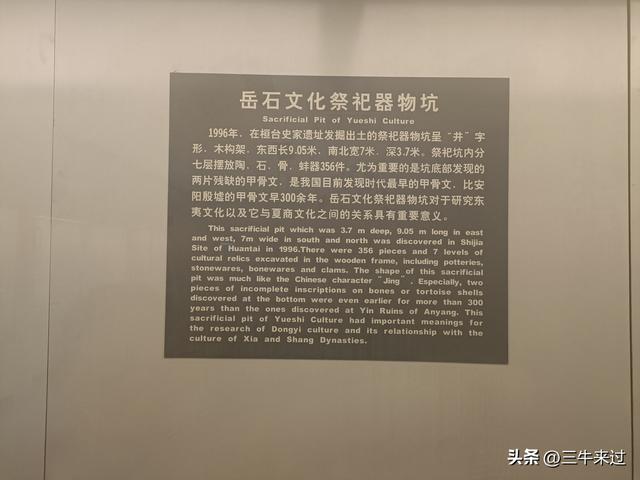 岳石文化祭祀器物坑
Sacrificial Pit of Yueshi Culture
1996年，在桓台史家遗址发掘出土的祭祀器物坑呈“井”字
形，木构架，东西长9.05米，南北宽7米，深3.7米。祭祀坑内分
七层摆放陶、石、骨、蚌器356件。尤为重要的是坑底部发现的
两片残缺的甲骨文，是我国目前发现时代最早的甲骨文，比安
阳殷墟的甲骨文早300余年。岳石文化祭祀器物坑对于研究东
夷文化以及它与夏商文化之间的关系具有重要意义。
This sacrificial pit which was 3.7 m deep, 9.05 m long in east
and west, 7m wide in south and north was discovered in Shijia
Site of Huantai in 1996.There were 356 pieces and 7 levels of
cultural relics excavated in the wooden frame, including potteries,
stonewares, bonewares and clams. The shape of this sacrificial
pit was much like the Chinese character "Jing" . Especially, two
pieces of incomplete inscriptions on bones or tortoise shells
discovered at the bottom were even earlier for more than 300
years than the ones discovered at Yin Ruins of Anyang. This
sacrificial pit of Yueshi Culture had important meanings for
the research of Dongyi culture and its relationship with the
culture of Xia and Shang Dynasties.
头条 @三牛来过